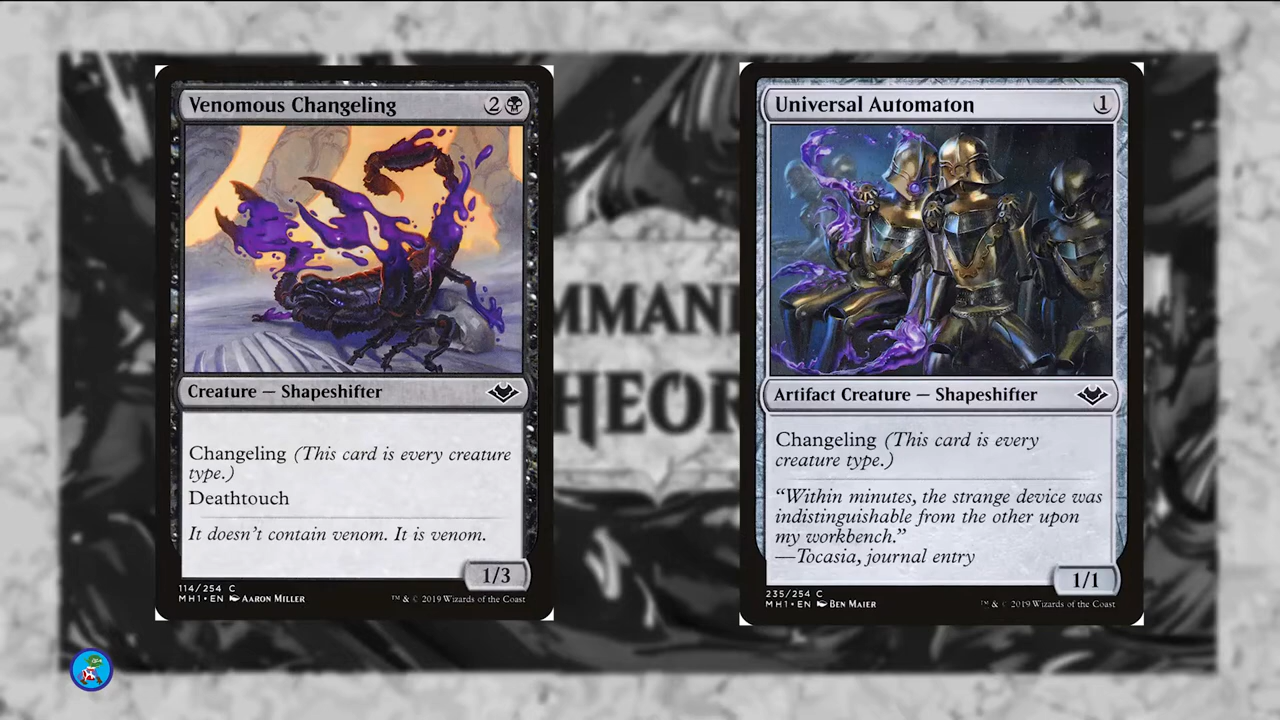 Venomous Changeling 2
Creature — Shapeshifter
Changeling (This card is every creature
type.)
Deathtouch
It doesn't contain venom. It is venom.
1/3
114/254 C
MH1 • EN AARON MILLER
™ & © 2019 Wizards of the Coast
MMAN
HEOR
Universal Automaton 1
Artifact Creature — Shapeshifter
Changeling (This card is every
creature type.)
“Within minutes, the strange device was
indistinguishable from the other upon
my workbench.”
—Tocasia, journal entry
1/1
235/254 C
MH1 • EN BEN MAIER
™ & © 2019 Wizards of the Coast